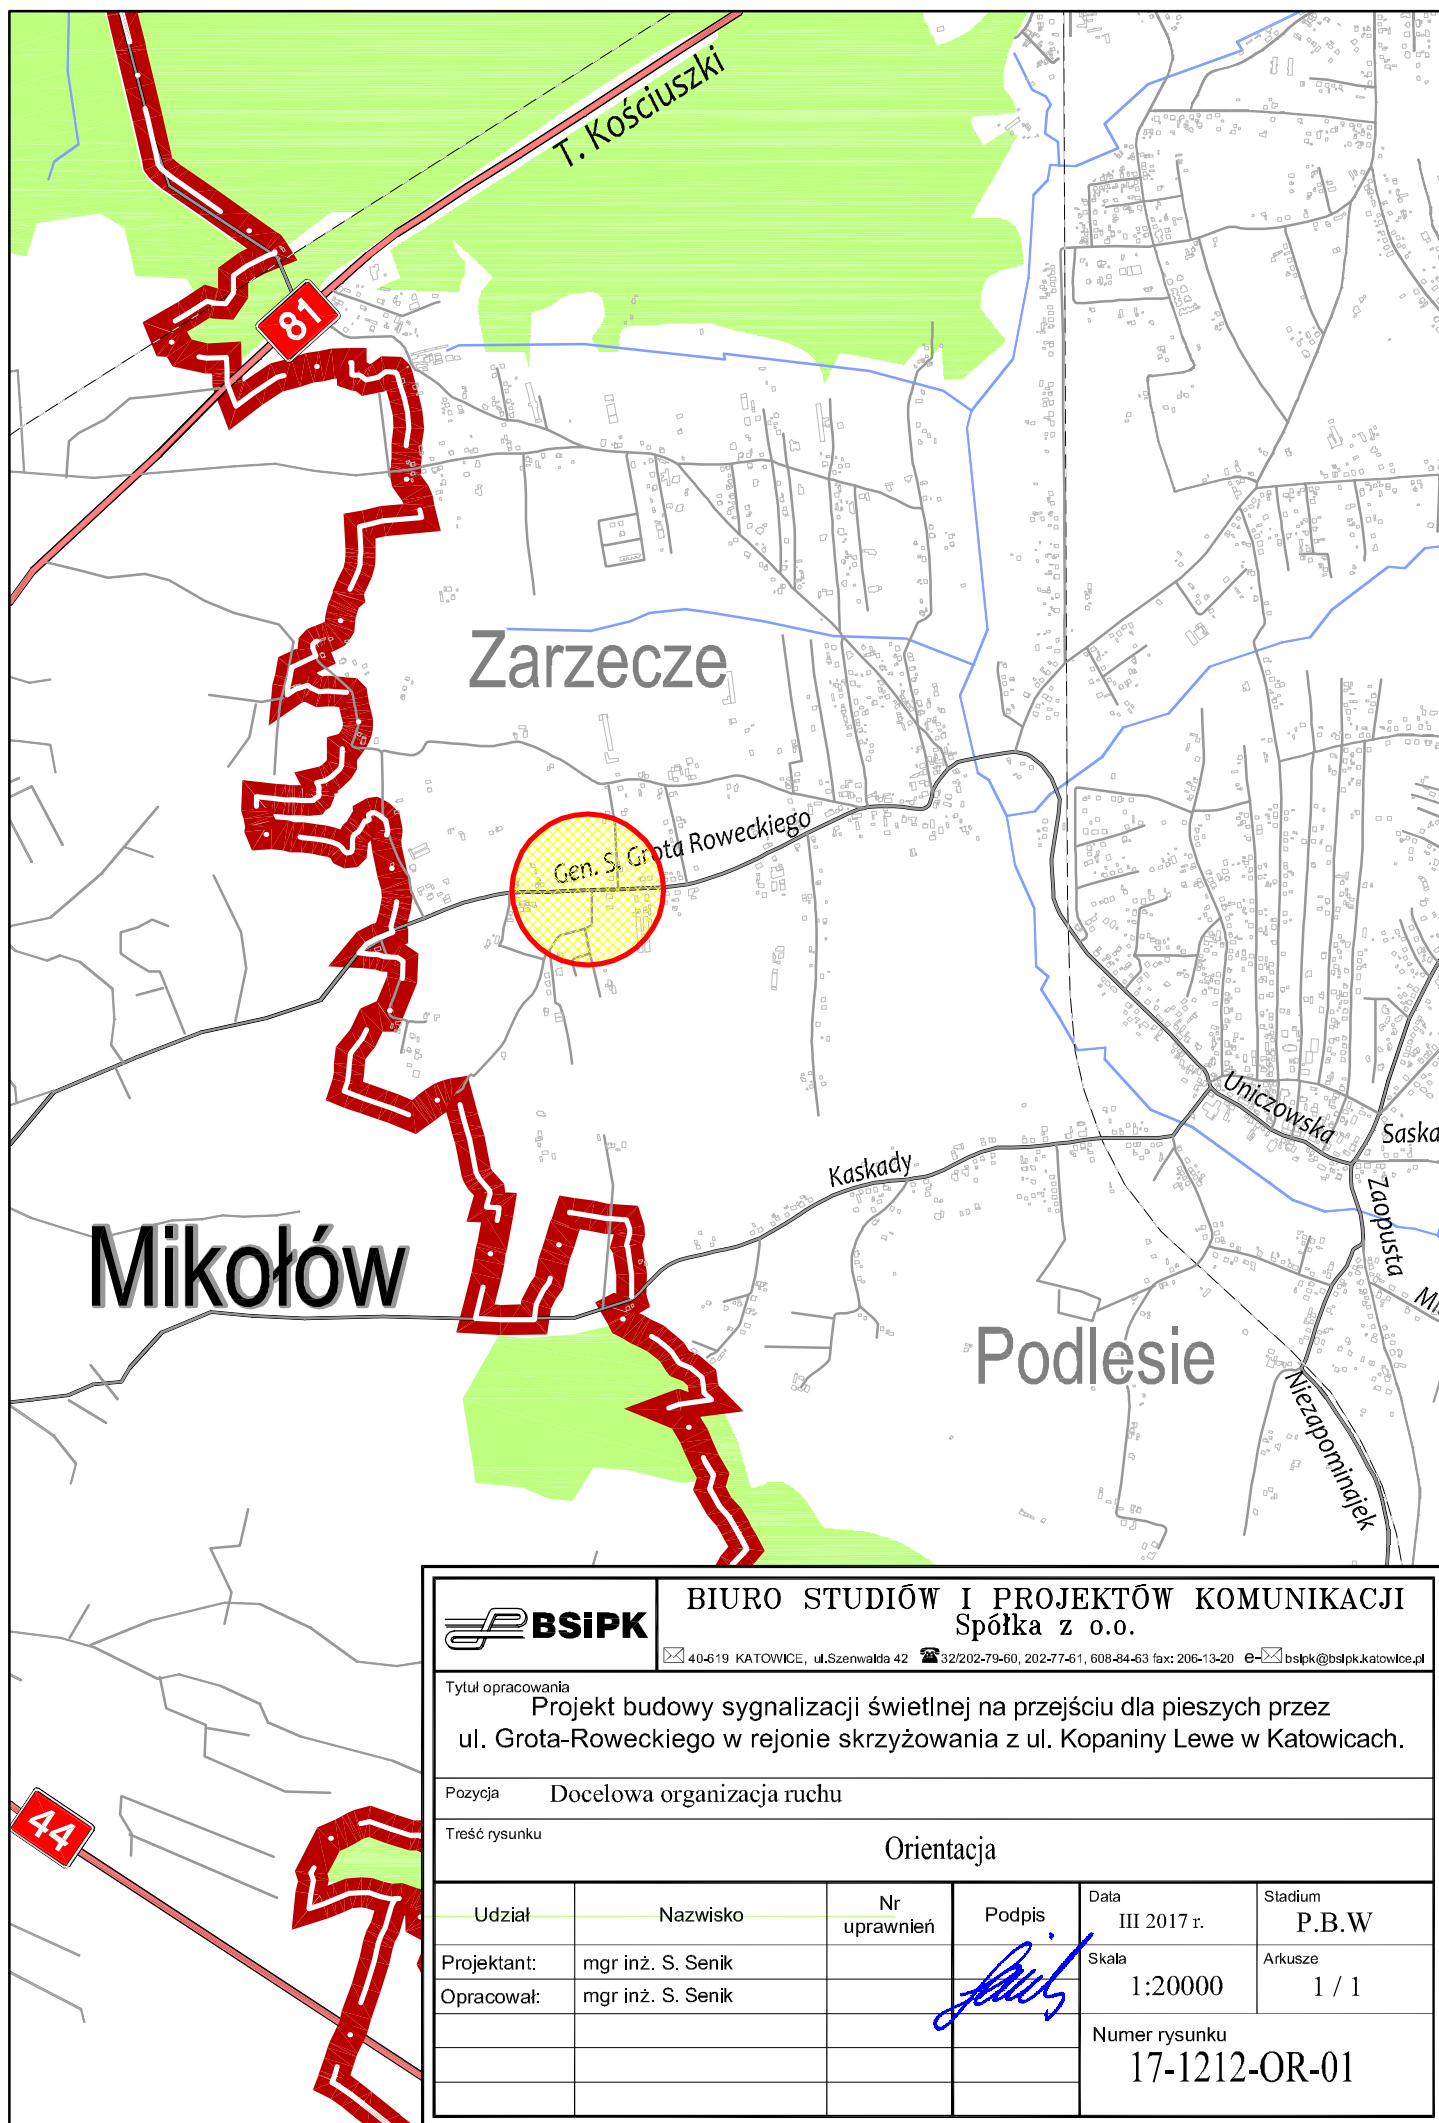 T. Kościuszki
81
Zarzecze
Gen. S. Grota Roweckiego
Uniczowska
Saska
Kaskady
Zaopusta
Mikołów
Podlesie
Niezapominajek
44
BSiPK
BIURO STUDIÓW I PROJEKTÓW KOMUNIKACJI
Spółka z o.o.
40-619 KATOWICE, ul.Szenwalda 42 32/202-79-60, 202-77-61, 608-84-63 fax: 206-13-20 e- bsipk@bsipk.katowice.pl
Tytuł opracowania
Projekt budowy sygnalizacji świetlnej na przejściu dla pieszych przez
ul. Grota-Roweckiego w rejonie skrzyżowania z ul. Kopaniny Lewe w Katowicach.
Pozycja Docelowa organizacja ruchu
Treść rysunku
Orientacja
Udział Nazwisko Nr uprawnień Podpis
Data
III 2017 r.
Stadium
P.B.W
Projektant: mgr inż. S. Senik
Opracował: mgr inż. S. Senik
Skala
1:20000
Arkusze
1 / 1
Numer rysunku
17-1212-OR-01